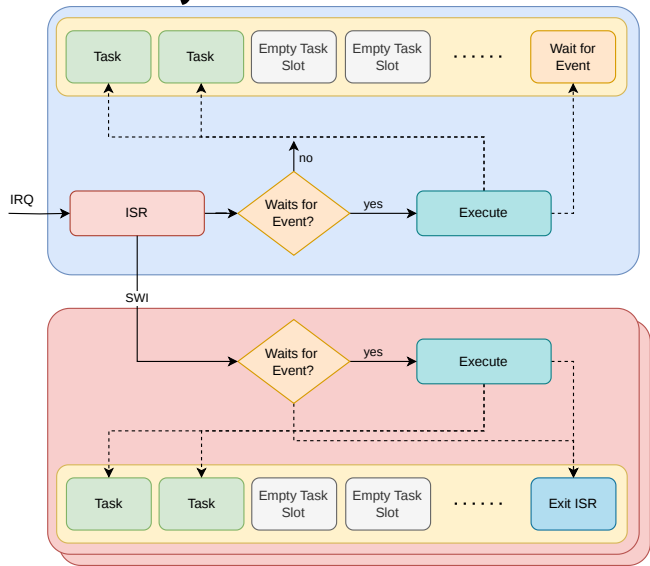 Task
Task
Empty Task
Slot
Empty Task
Slot
......
Wait for
Event
no
IRQ
ISR
Waits for
Event?
yes
Execute
SWI
Waits for
Event?
yes
Execute
Task
Task
Empty Task
Slot
Empty Task
Slot
......
Exit ISR